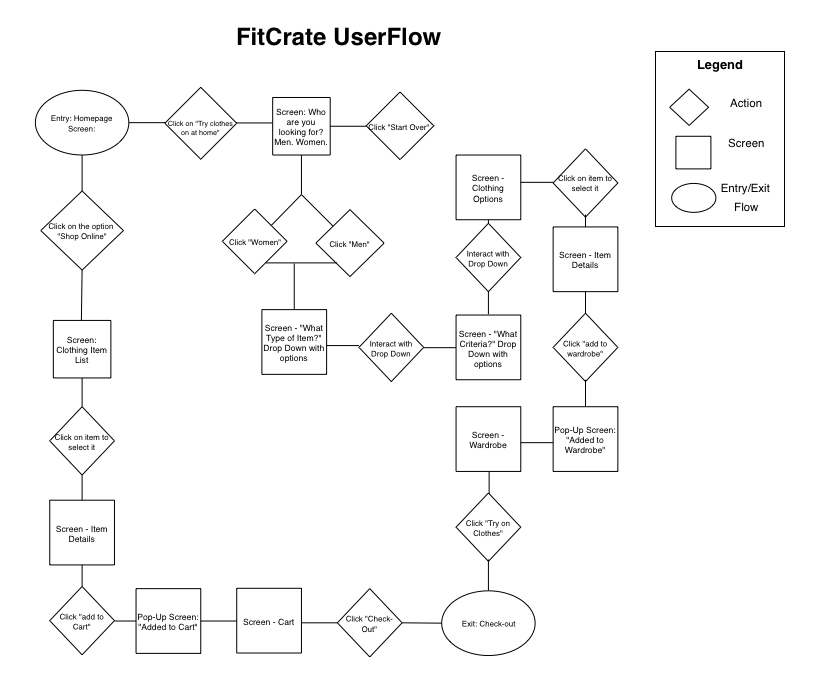 FitCrate UserFlow
Legend
Action
Screen
Entry/Exit
Flow
Entry: Homepage
Screen:
Click on "Try clothes
on at home"
Screen: Who
are you
looking for?
Men. Women.
Click "Start Over"
Click on the option
"Shop Online"
Click "Women"
Click "Men"
Screen -
Clothing
Options
Click on item to
select it
Interact with
Drop Down
Screen - Item
Details
Screen:
Clothing Item
List
Screen - "What
Type of Item?"
Drop Down with
options
Interact with
Drop Down
Screen - "What
Criteria?" Drop
Down with
options
Click "add to
wardrobe"
Click on item to
select it
Screen -
Wardrobe
Pop-Up Screen:
"Added to
Wardrobe"
Screen - Item
Details
Click "Try on
Clothes"
Click "add to
Cart"
Pop-Up Screen:
"Added to Cart"
Screen - Cart
Click "Check-
Out"
Exit: Check-out